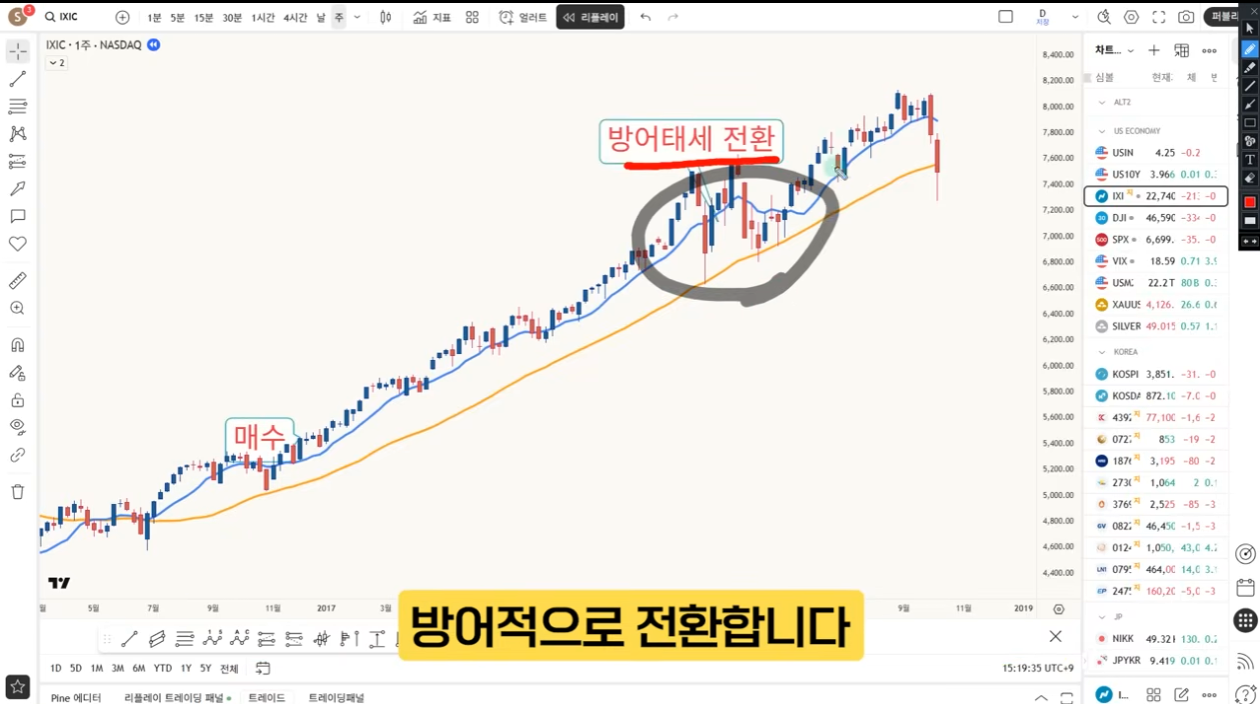 S 3 IXIC 1분 5분 15분 30분 1시간 4시간 날 주 지표 얼러트 리플레이 D 저장 퍼블리
IXIC · 1주 · NASDAQ
2
방어태세 전환
매수
8,400.00
8,200.00
8,000.00
7,800.00
7,600.00
7,400.00
7,200.00
7,000.00
6,800.00
6,600.00
6,400.00
6,200.00
6,000.00
5,800.00
5,600.00
5,400.00
5,200.00
5,000.00
4,800.00
4,600.00
4,400.00
월 5월 7월 9월 11월 2017 3월 9월 11월 2019
방어적으로 전환합니다
1D 5D 1M 3M 6M YTD 1Y 5Y 전체
15:19:35 UTC+9
Pine 에디터 리플레이 트레이딩 패널 트레이드 트레이딩패널
차트...
심볼 현재: 체 번
ALT2
US ECONOMY
USIN 4.25 -0.2
US10Y 3.966 0.01 0.
IXI 22,740 -21 -0
DJI 46,590 -334 -0
SPX 6,699. -35. -0
VIX 18.59 0.71 3.9
USM 22.2T 80B 0.
XAUUS 4,126. 26.6 0.6
SILVER 49.015 0.57 1.1
KOREA
KOSPI 3,851. -31. -0
KOSDA 872.10 -7.0 -0
4392 77,100 -1,6 -2
072 853 -19 -2
1876 3,195 -80 -2
2730 1,064 2 0.1
3769 2,525 -85 -3
082 46,450 -1,5 -3
012 1,050, 43,0 4.
079 464,00 14,0 3.
247 160,20 -5,0 -3
JP
NIKK 49.32 130. 0.
JPYKR 9.419 0.01 0.1
I...